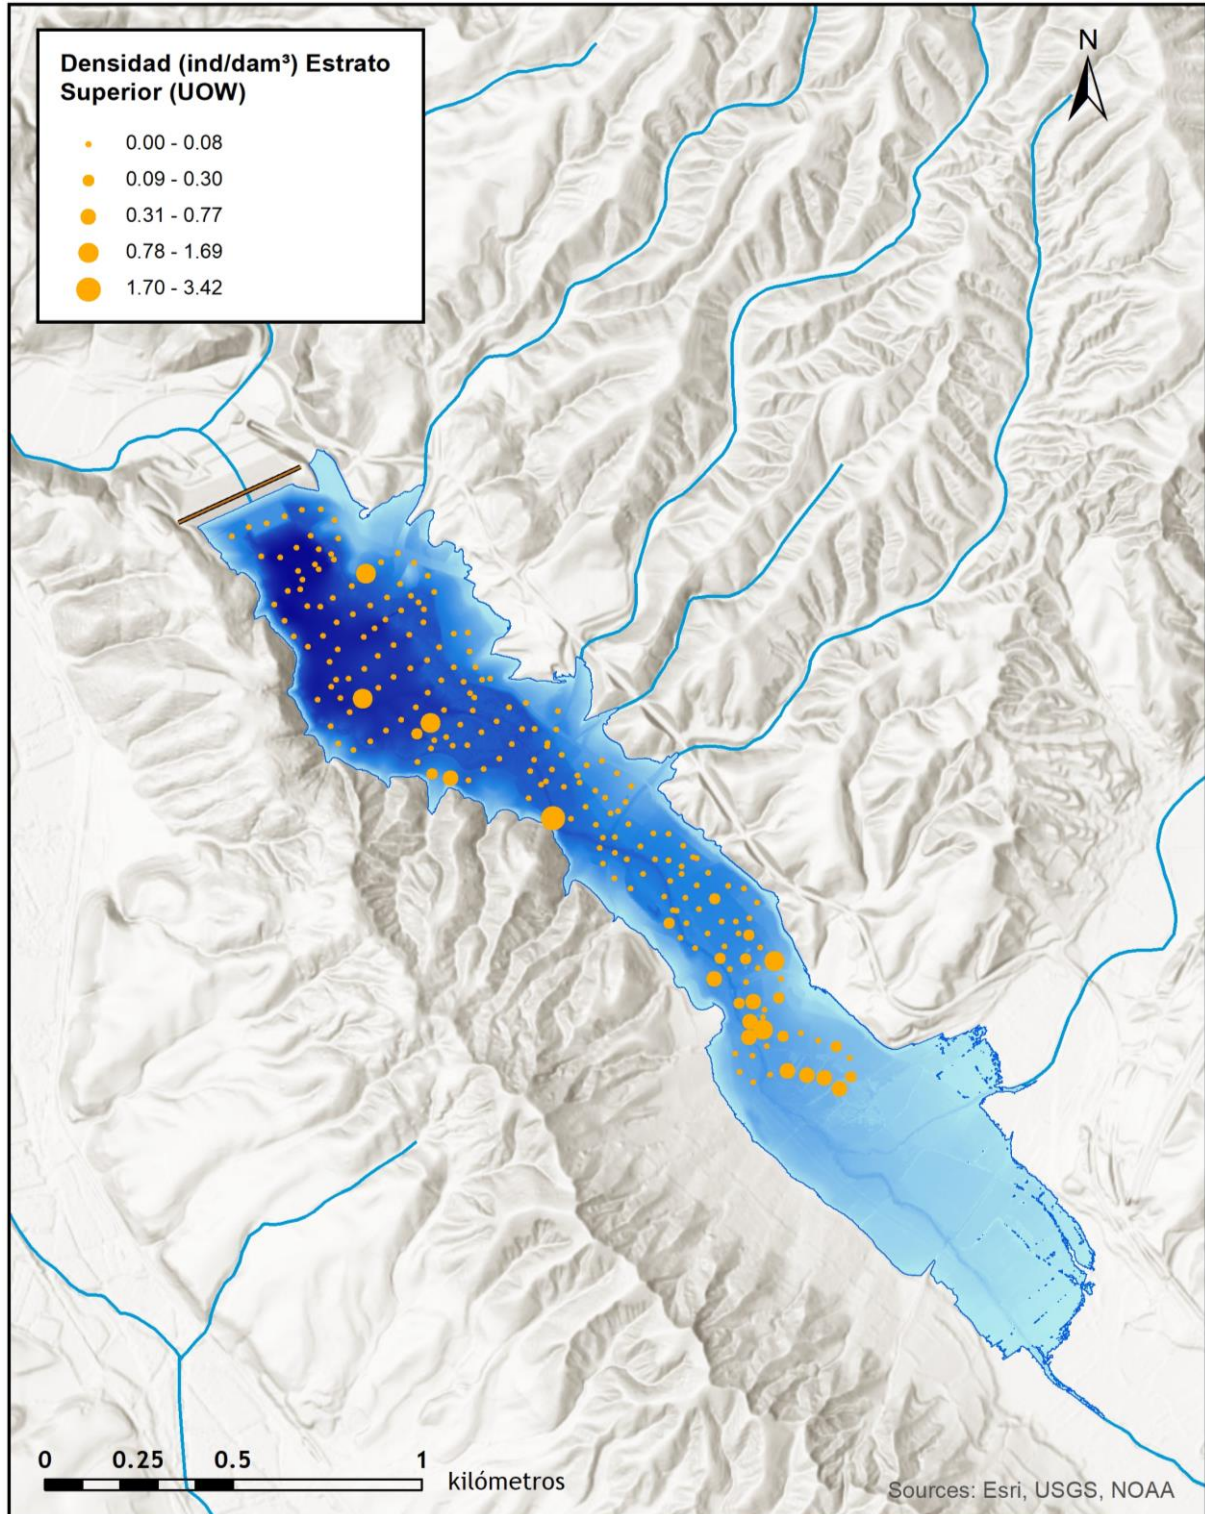 Densidad (ind/dam³) Estrato
Superior (UOW)
0.00 - 0.08
0.09 - 0.30
0.31 - 0.77
0.78 - 1.69
1.70 - 3.42
N
0 0.25 0.5 1
kilómetros
Sources: Esri, USGS, NOAA